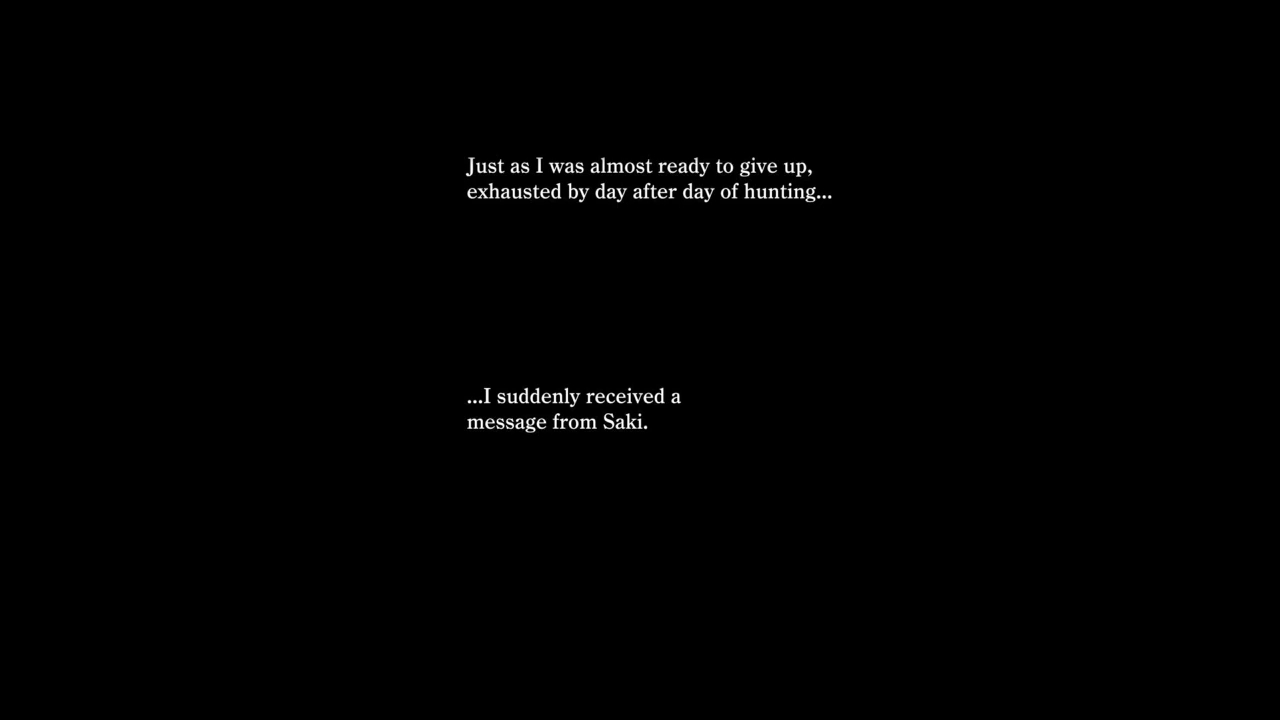 Just as I was almost ready to give up,
exhausted by day after day of hunting...
...I suddenly received a
message from Saki.